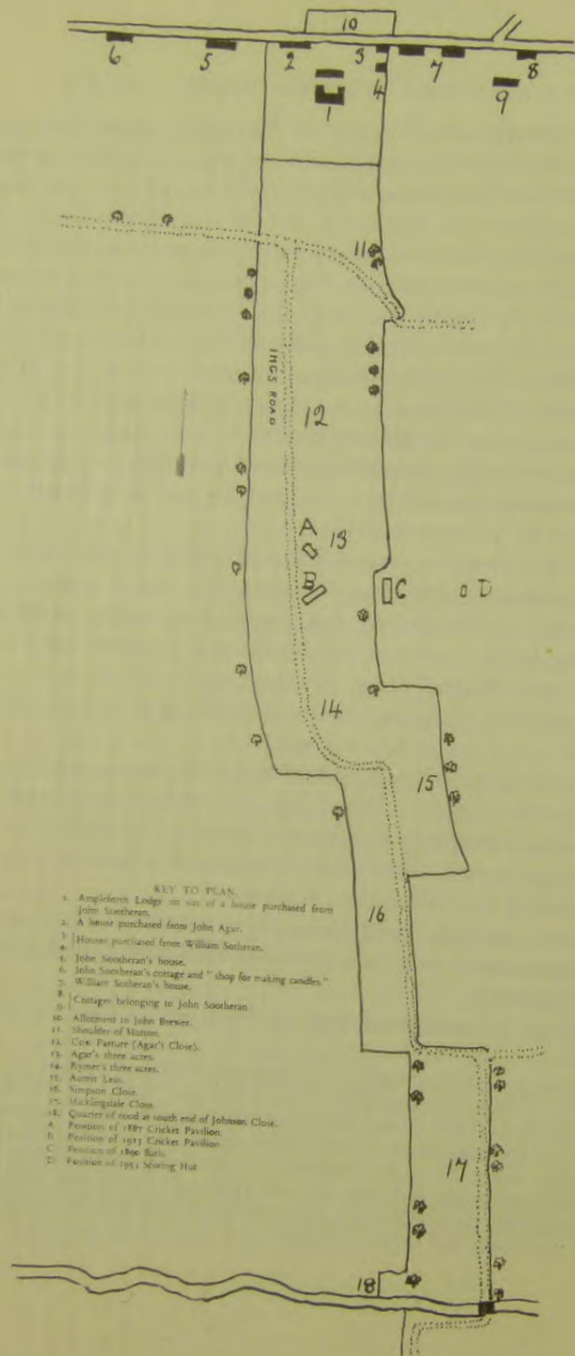 10
6
5
2
3
7
8
4
9
1
11
INGS ROAD
12
A
13
B
C
D
14
15
16
KEY TO PLAN.
1. Ampleforth Lodge on site of a house purchased from
John Sootheran.
2. A house purchased from John Agar.
3.
4. Houses purchased from William Sotheran.
5. John Sootheran's house.
6. John Sootheran's cottage and "shop for making candles."
7. William Sotheran's house.
8.
9. Cottages belonging to John Sootheran
10. Allotment to John Brewer.
11. Shoulder of Mutton.
12. Cow Pasture (Agar's Close).
13. Agar's three acres.
14. Rymer's three acres.
15. Leas.
16. Simpson Close.
17. Micklingdale Close.
18. Quarter of rood at south end of Johnson Close.
A Position of 1887 Cricket Pavilion.
B Position of 1923 Cricket Pavilion
C Position of 1890 Bath.
D Position of Scoring Hut
17
18